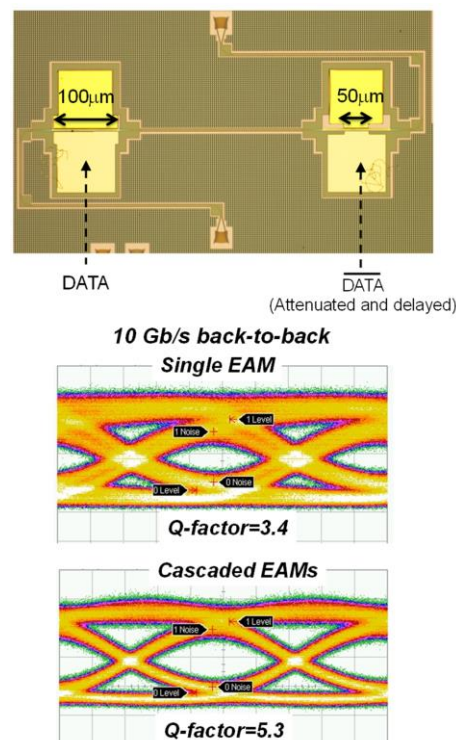 100μm
50μm
DATA
DATA
(Attenuated and delayed)
10 Gb/s back-to-back
Single EAM
1 Level
1 Noise
0 Noise
0 Level
Q-factor=3.4
Cascaded EAMs
1 Level
1 Noise
0 Noise
0 Level
Q-factor=5.3